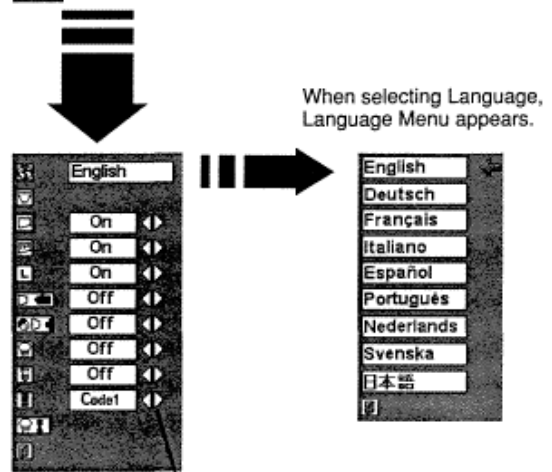 When selecting Language,
Language Menu appears.
English
On
On
On
Off
Off
Off
Off
Code1
English
Deutsch
Français
Italiano
Español
Português
Nederlands
Svenska
日本語